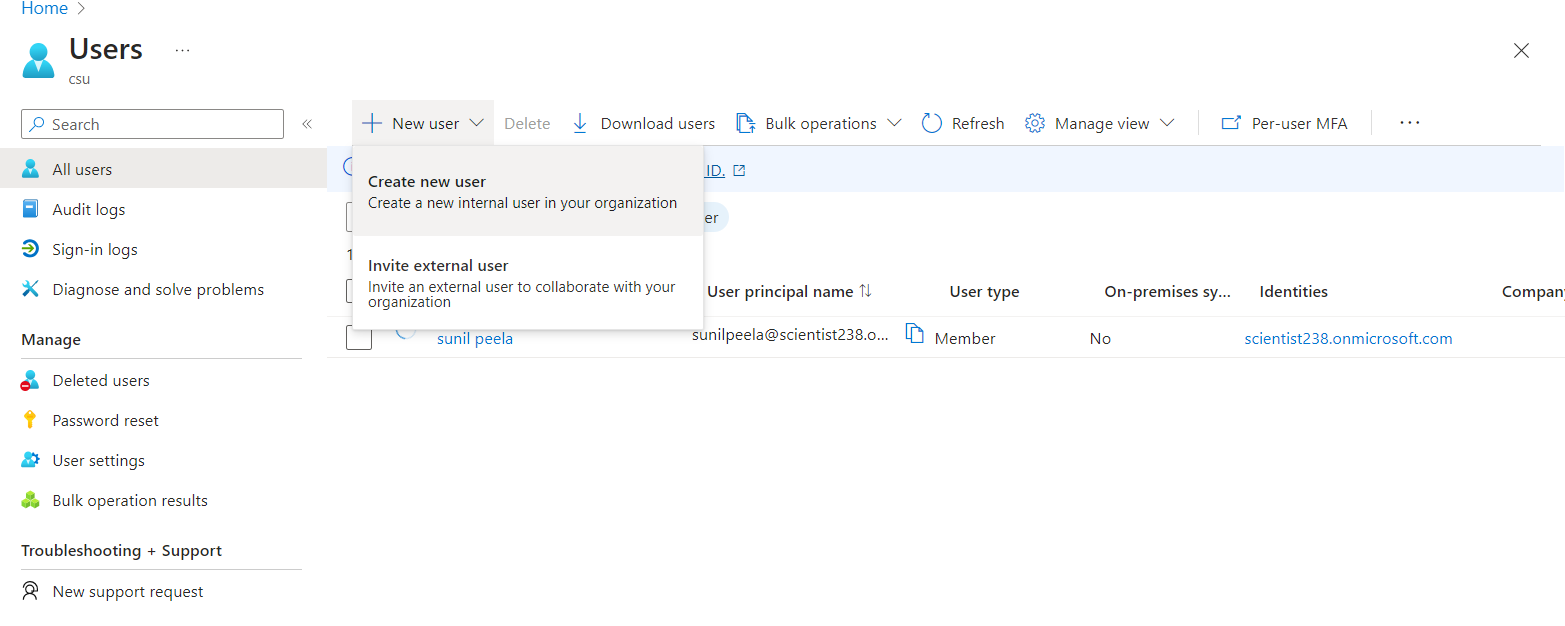 Home
Users
csu
Search
New user
Delete
Download users
Bulk operations
Refresh
Manage view
Per-user MFA
All users
Audit logs
Sign-in logs
Diagnose and solve problems
Manage
Deleted users
Password reset
User settings
Bulk operation results
Troubleshooting + Support
New support request
Create new user
Create a new internal user in your organization
Invite external user
Invite an external user to collaborate with your
organization
ID.
er
1
User principal name
User type
On-premises sy...
Identities
Company
sunil peela
sunilpeela@scientist238.o...
Member
No
scientist238.onmicrosoft.com